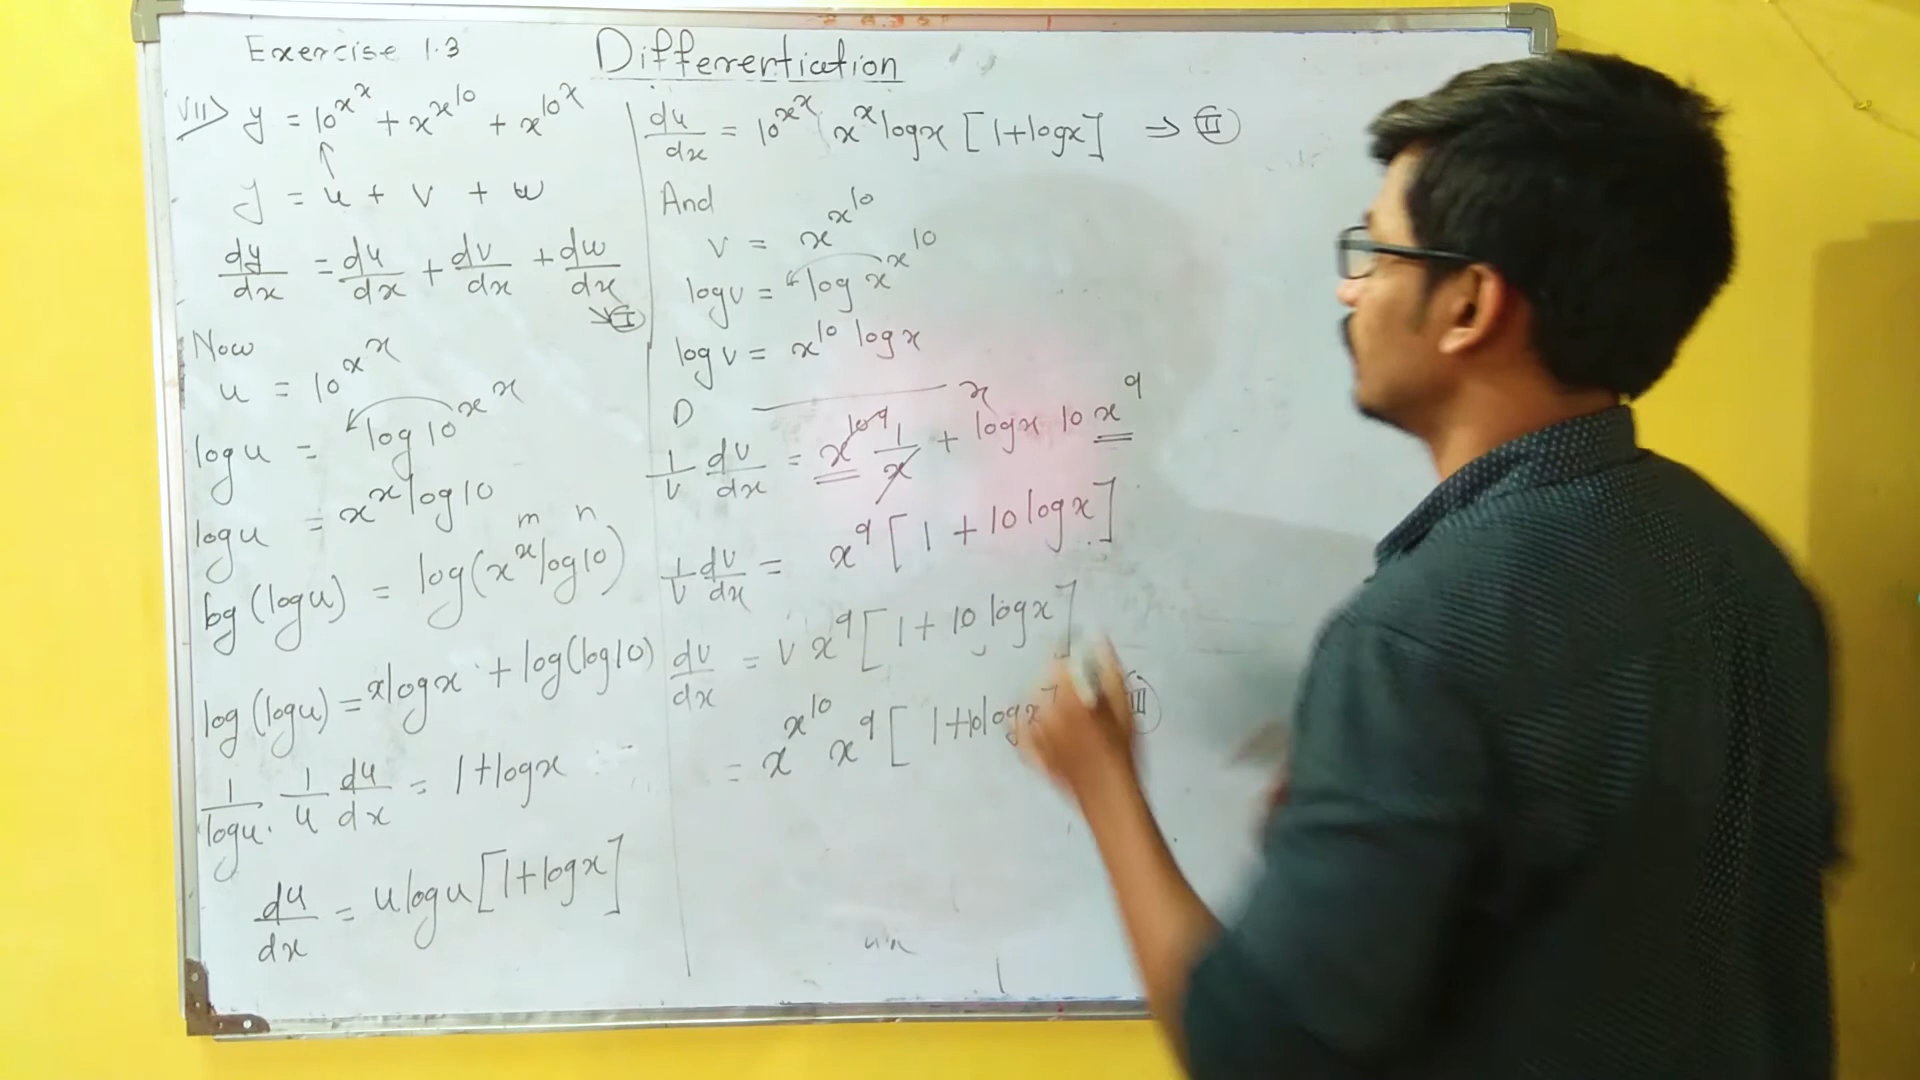 Exercise 1.3
Differentiation
VII> y = 10^x^x + x^x^10 + x^10^x
y = u + v + w
dy/dx = du/dx + dv/dx + dw/dx
→ Ⓘ
Now
u = 10^x^x
log u = log 10^x^x
log u = x^x log 10
m n
log (log u) = log (x^x log 10)
log (log u) = x log x + log (log 10)
1/log u . 1/u du/dx = 1 + log x
du/dx = u log u [1 + log x]
du/dx = 10^x^x x^x log x [1 + log x] ⇒ Ⓘ Ⓘ
And
v = x^x^10
log v = log x^x^10
log v = x^10 log x
D x
1/v dv/dx = x^10 9 1/x + log x 10 x^9
1/v dv/dx = x^9 [1 + 10 log x]
dv/dx = v x^9 [1 + 10 log x]
= x^x^10 x^9 [1 + 10 log x] III